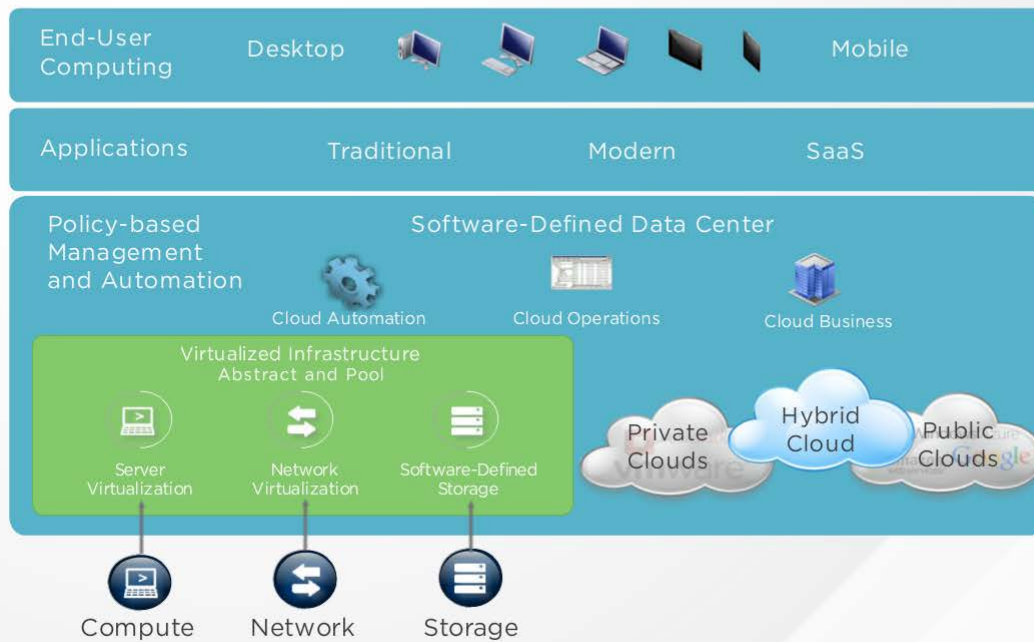 End-User
Computing
Desktop
Mobile
Applications
Traditional
Modern
SaaS
Policy-based
Management
and Automation
Software-Defined Data Center
Cloud Automation
Cloud Operations
Cloud Business
Virtualized Infrastructure
Abstract and Pool
Server
Virtualization
Network
Virtualization
Software-Defined
Storage
Private
Clouds
vmware
Hybrid
Cloud
Public
Clouds
Google
Compute
Network
Storage